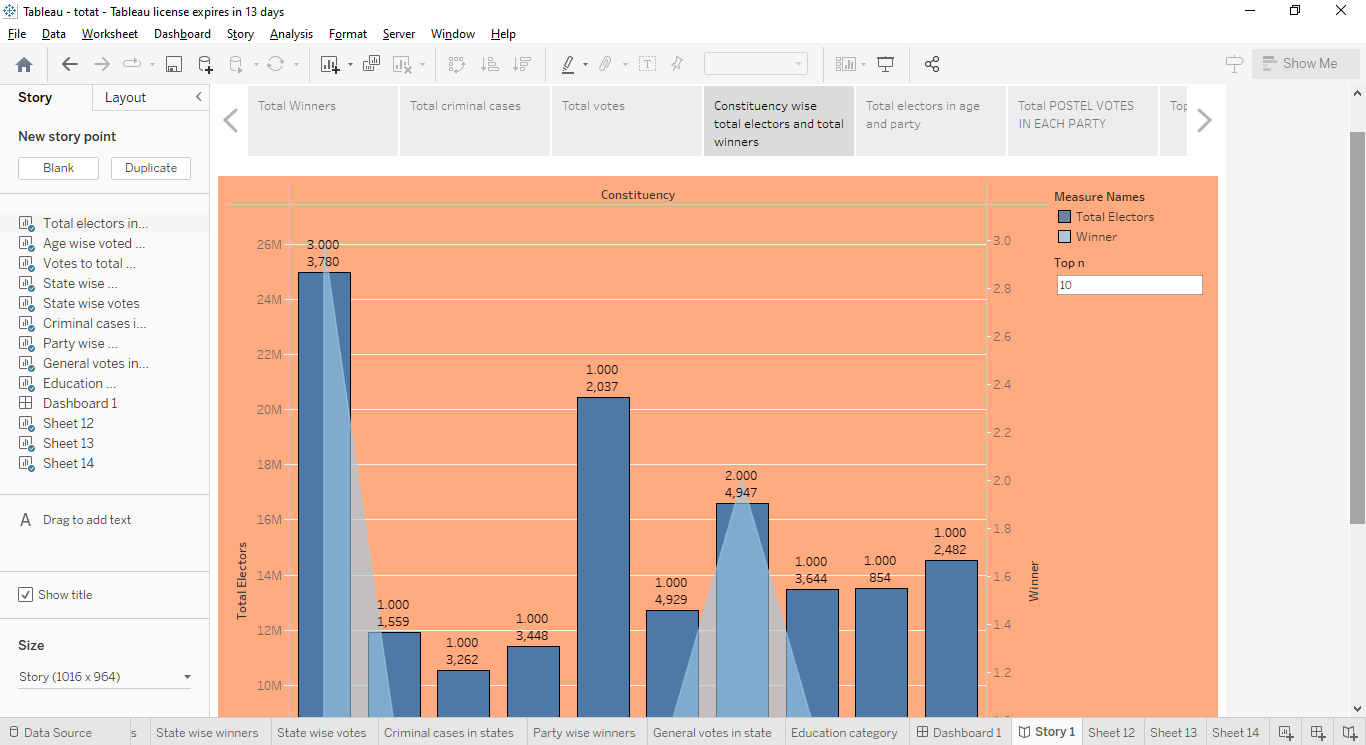 Tableau - totat - Tableau license expires in 13 days
File Data Worksheet Dashboard Story Analysis Format Server Window Help
Show Me
Story
Layout
New story point
Blank
Duplicate
Total electors in...
Age wise voted ...
Votes to total ...
State wise ...
State wise votes
Criminal cases i...
Party wise ...
General votes in...
Education ...
Dashboard 1
Sheet 12
Sheet 13
Sheet 14
A Drag to add text
Show title
Size
Story (1016 x 964)
Total Winners
Total criminal cases
Total votes
Constituency wise
total electors and total
winners
Total electors in age
and party
Total POSTEL VOTES
IN EACH PARTY
Top
Constituency
26M
24M
22M
20M
18M
16M
14M
12M
10M
Total Electors
3.000
3,780
1.000
1,559
1.000
3,262
1.000
3,448
1.000
2,037
1.000
4,929
2.000
4,947
1.000
3,644
1.000
854
1.000
2,482
3.0
2.8
2.6
2.4
2.2
2.0
1.8
1.6
1.4
1.2
Winner
Measure Names
Total Electors
Winner
Top n
10
Data Source
s
State wise winners
State wise votes
Criminal cases in states
Party wise winners
General votes in state
Education category
Dashboard 1
Story 1
Sheet 12
Sheet 13
Sheet 14